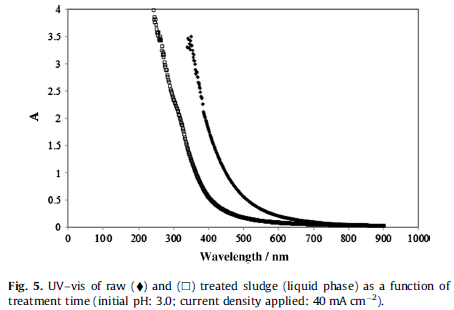 4
3.5
3
2.5
2
1.5
1
0.5
0
A
0 100 200 300 400 500 600 700 800 900 1000
Wavelength / nm
Fig. 5. UV–vis of raw (♦) and (□) treated sludge (liquid phase) as a function of
treatment time (initial pH: 3.0; current density applied: 40 mA cm⁻²).